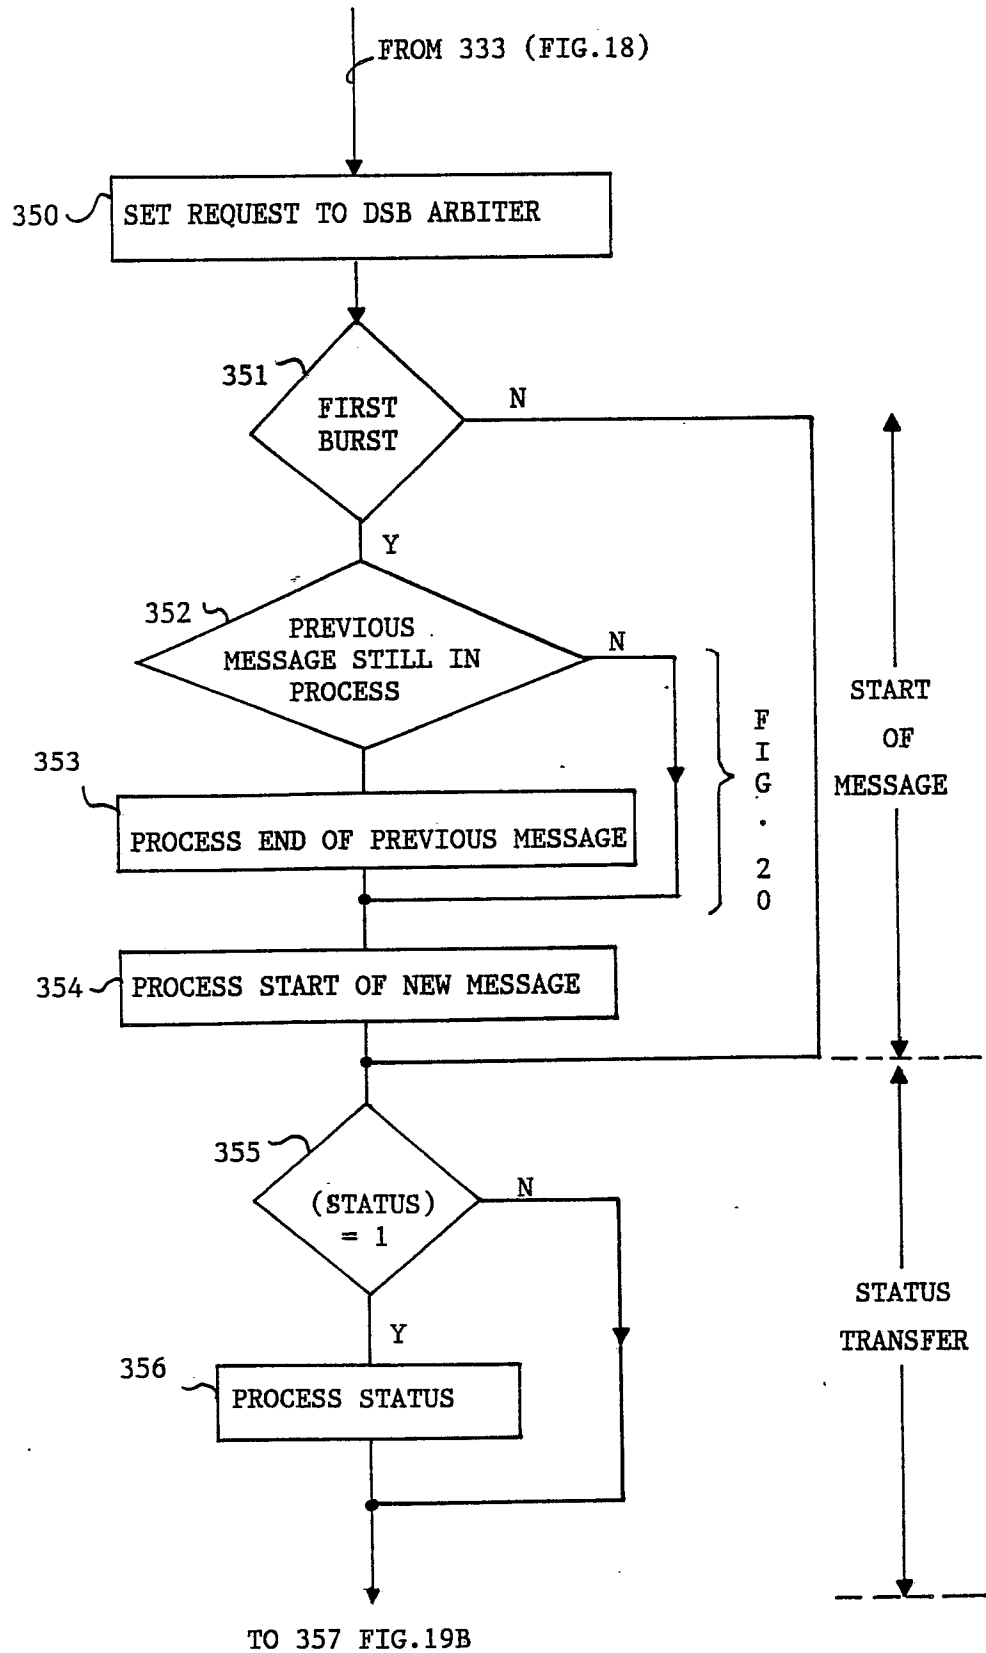 FROM 333 (FIG.18)
350
SET REQUEST TO DSB ARBITER
351
FIRST
BURST
N
Y
352
PREVIOUS
MESSAGE STILL IN
PROCESS
N
353
PROCESS END OF PREVIOUS MESSAGE
FIG. 20
START
OF
MESSAGE
354
PROCESS START OF NEW MESSAGE
355
(STATUS)
= 1
N
Y
356
PROCESS STATUS
STATUS
TRANSFER
TO 357 FIG.19B